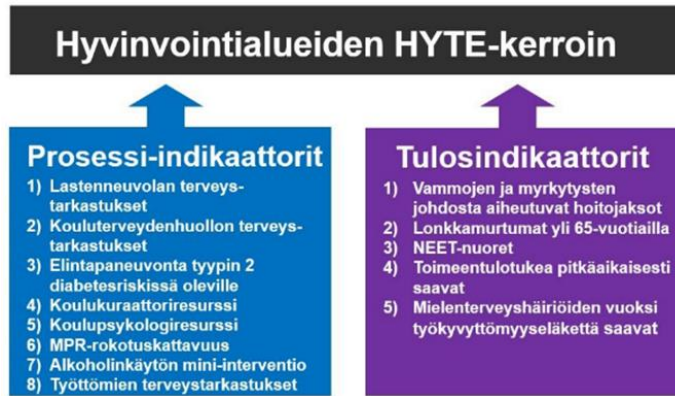 Hyvinvointialueiden HYTE-kerroin
Prosessi-indikaattorit
1) Lastenneuvolan terveys-
tarkastukset
2) Kouluterveydenhuollon terveys-
tarkastukset
3) Elintapaneuvonta tyypin 2
diabetesriskissä oleville
4) Koulukuraattoriresurssi
5) Koulupsykologiresurssi
6) MPR-rokotuskattavuus
7) Alkoholinkäytön mini-interventio
8) Työttömien terveystarkastukset
Tulosindikaattorit
1) Vammojen ja myrkytysten
johdosta aiheutuvat hoitojaksot
2) Lonkkamurtumat yli 65-vuotiailla
3) NEET-nuoret
4) Toimeentulotukea pitkäaikaisesti
saavat
5) Mielenterveyshäiriöiden vuoksi
työkyvyttömyyseläkettä saavat